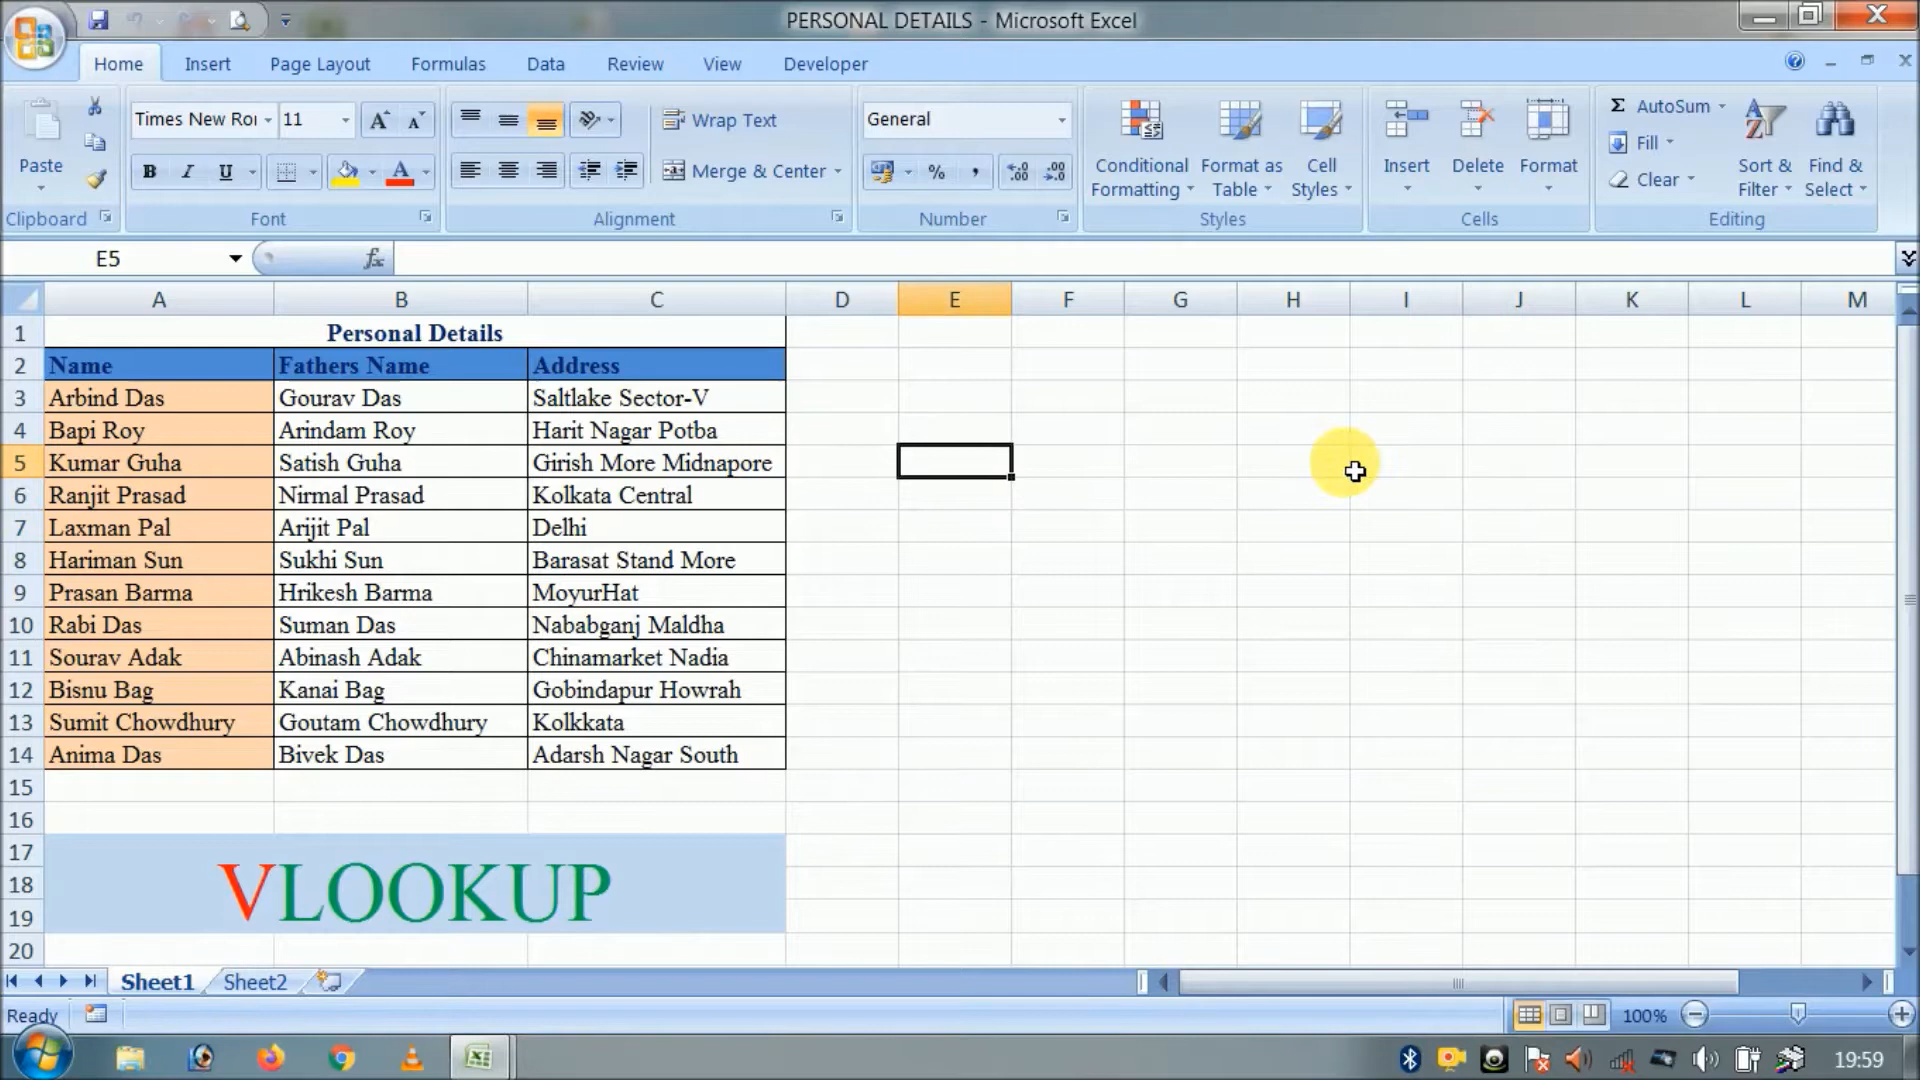 PERSONAL DETAILS - Microsoft Excel
Home Insert Page Layout Formulas Data Review View Developer
Paste
Clipboard
Times New Ro 11
B I U A
Font
Wrap Text
Merge & Center
Alignment
General
% ,
Number
Conditional Formatting
Format as Table
Cell Styles
Styles
Insert Delete Format
Cells
Σ AutoSum
Fill
Clear
Sort & Filter
Find & Select
Editing
E5 fx
A B C D E F G H I J K L M
1 Personal Details
2 Name Fathers Name Address
3 Arbind Das Gourav Das Saltlake Sector-V
4 Bapi Roy Arindam Roy Harit Nagar Potba
5 Kumar Guha Satish Guha Girish More Midnapore
6 Ranjit Prasad Nirmal Prasad Kolkata Central
7 Laxman Pal Arijit Pal Delhi
8 Hariman Sun Sukhi Sun Barasat Stand More
9 Prasan Barma Hrikesh Barma MoyurHat
10 Rabi Das Suman Das Nababganj Maldha
11 Sourav Adak Abinash Adak Chinamarket Nadia
12 Bisnu Bag Kanai Bag Gobindapur Howrah
13 Sumit Chowdhury Goutam Chowdhury Kolkkata
14 Anima Das Bivek Das Adarsh Nagar South
15
16
17
18 VLOOKUP
19
20
Sheet1 Sheet2
Ready 100%
19:59